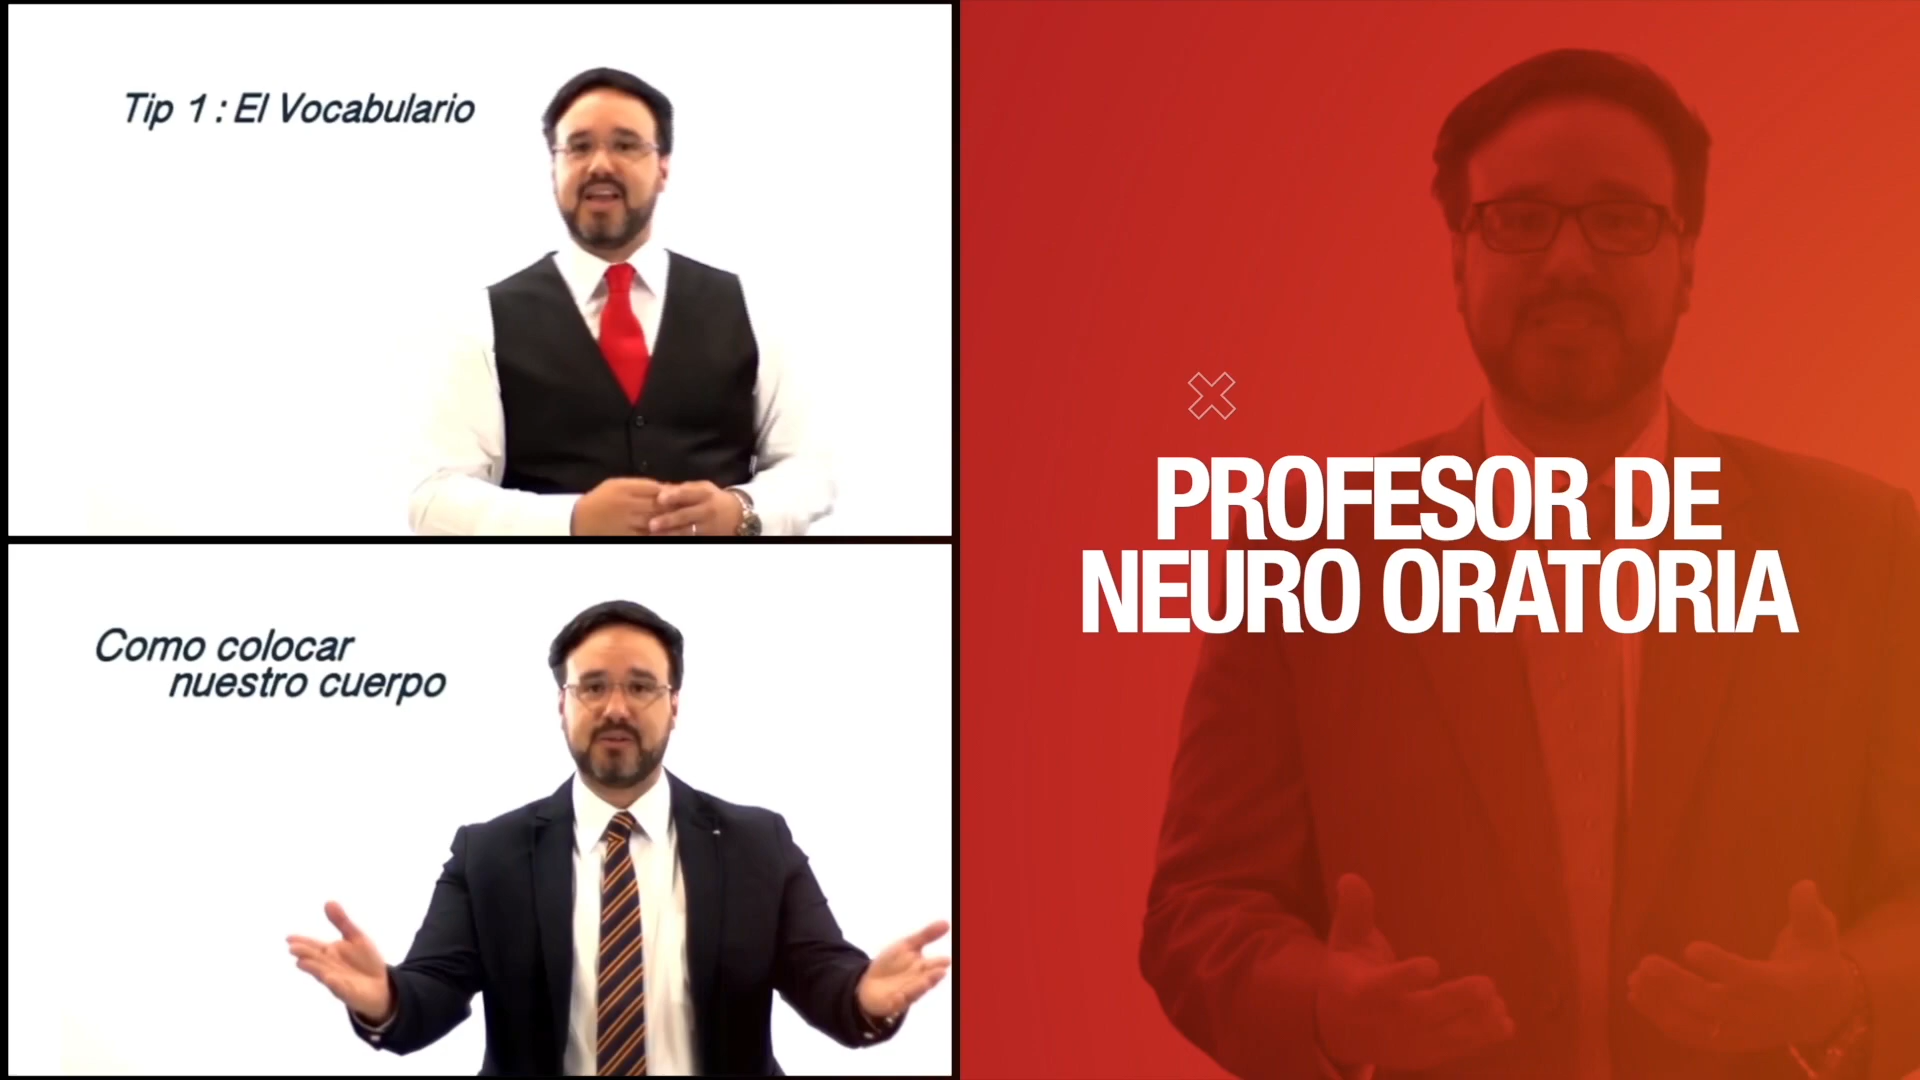 Tip 1 : El Vocabulario
Como colocar
nuestro cuerpo
PROFESOR DE
NEURO ORATORIA